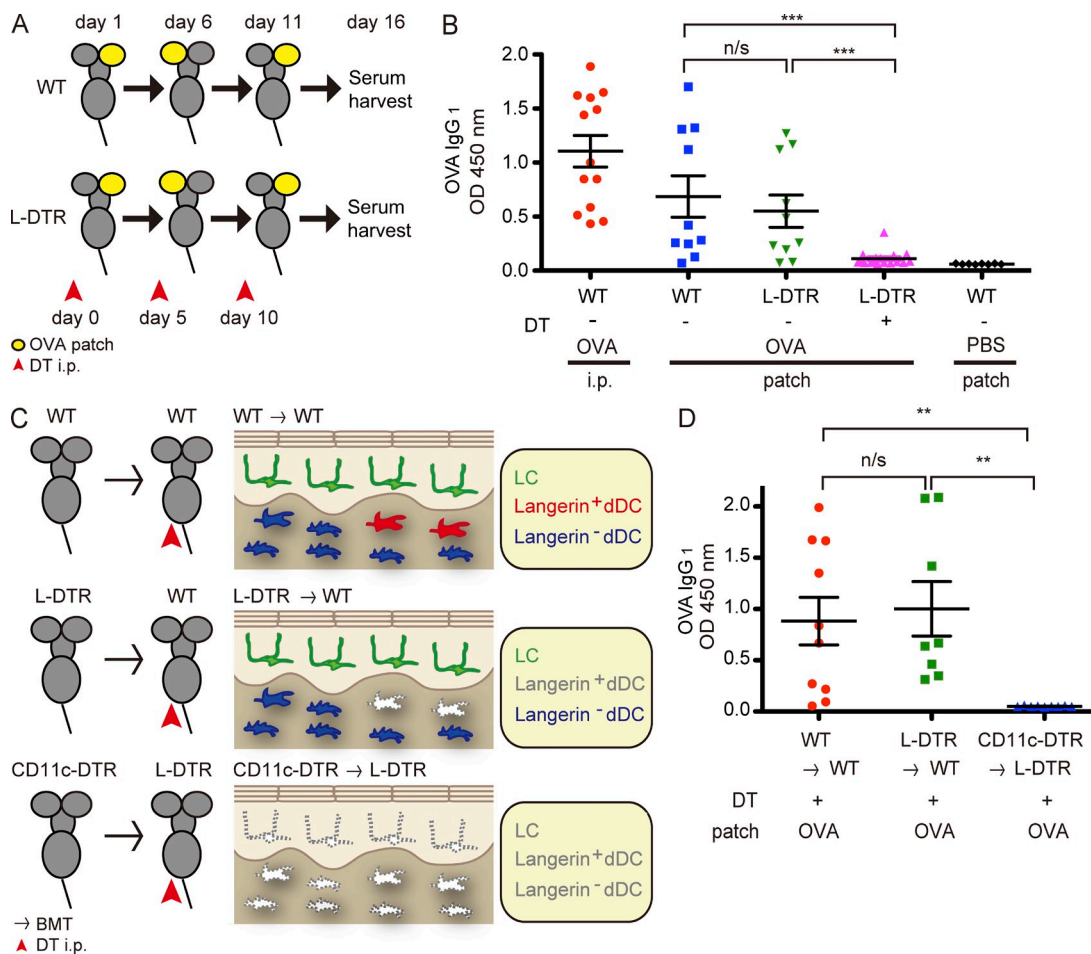 A
day 1 day 6 day 11 day 16
WT
Serum
harvest
L-DTR
Serum
harvest
day 0 day 5 day 10
OVA patch
DT i.p.
B
***
n/s ***
OVA IgG 1
OD 450 nm
2.0
1.5
1.0
0.5
0.0
WT WT L-DTR L-DTR WT
DT - - - + -
OVA OVA PBS
i.p. patch patch
C
WT WT WT → WT
LC
Langerin + dDC
Langerin - dDC
L-DTR WT L-DTR → WT
LC
Langerin + dDC
Langerin - dDC
CD11c-DTR L-DTR CD11c-DTR → L-DTR
LC
Langerin + dDC
Langerin - dDC
→ BMT
DT i.p.
D
**
n/s **
OVA IgG 1
OD 450 nm
2.0
1.5
1.0
0.5
0.0
WT L-DTR CD11c-DTR
→ WT → WT → L-DTR
DT + + +
patch OVA OVA OVA